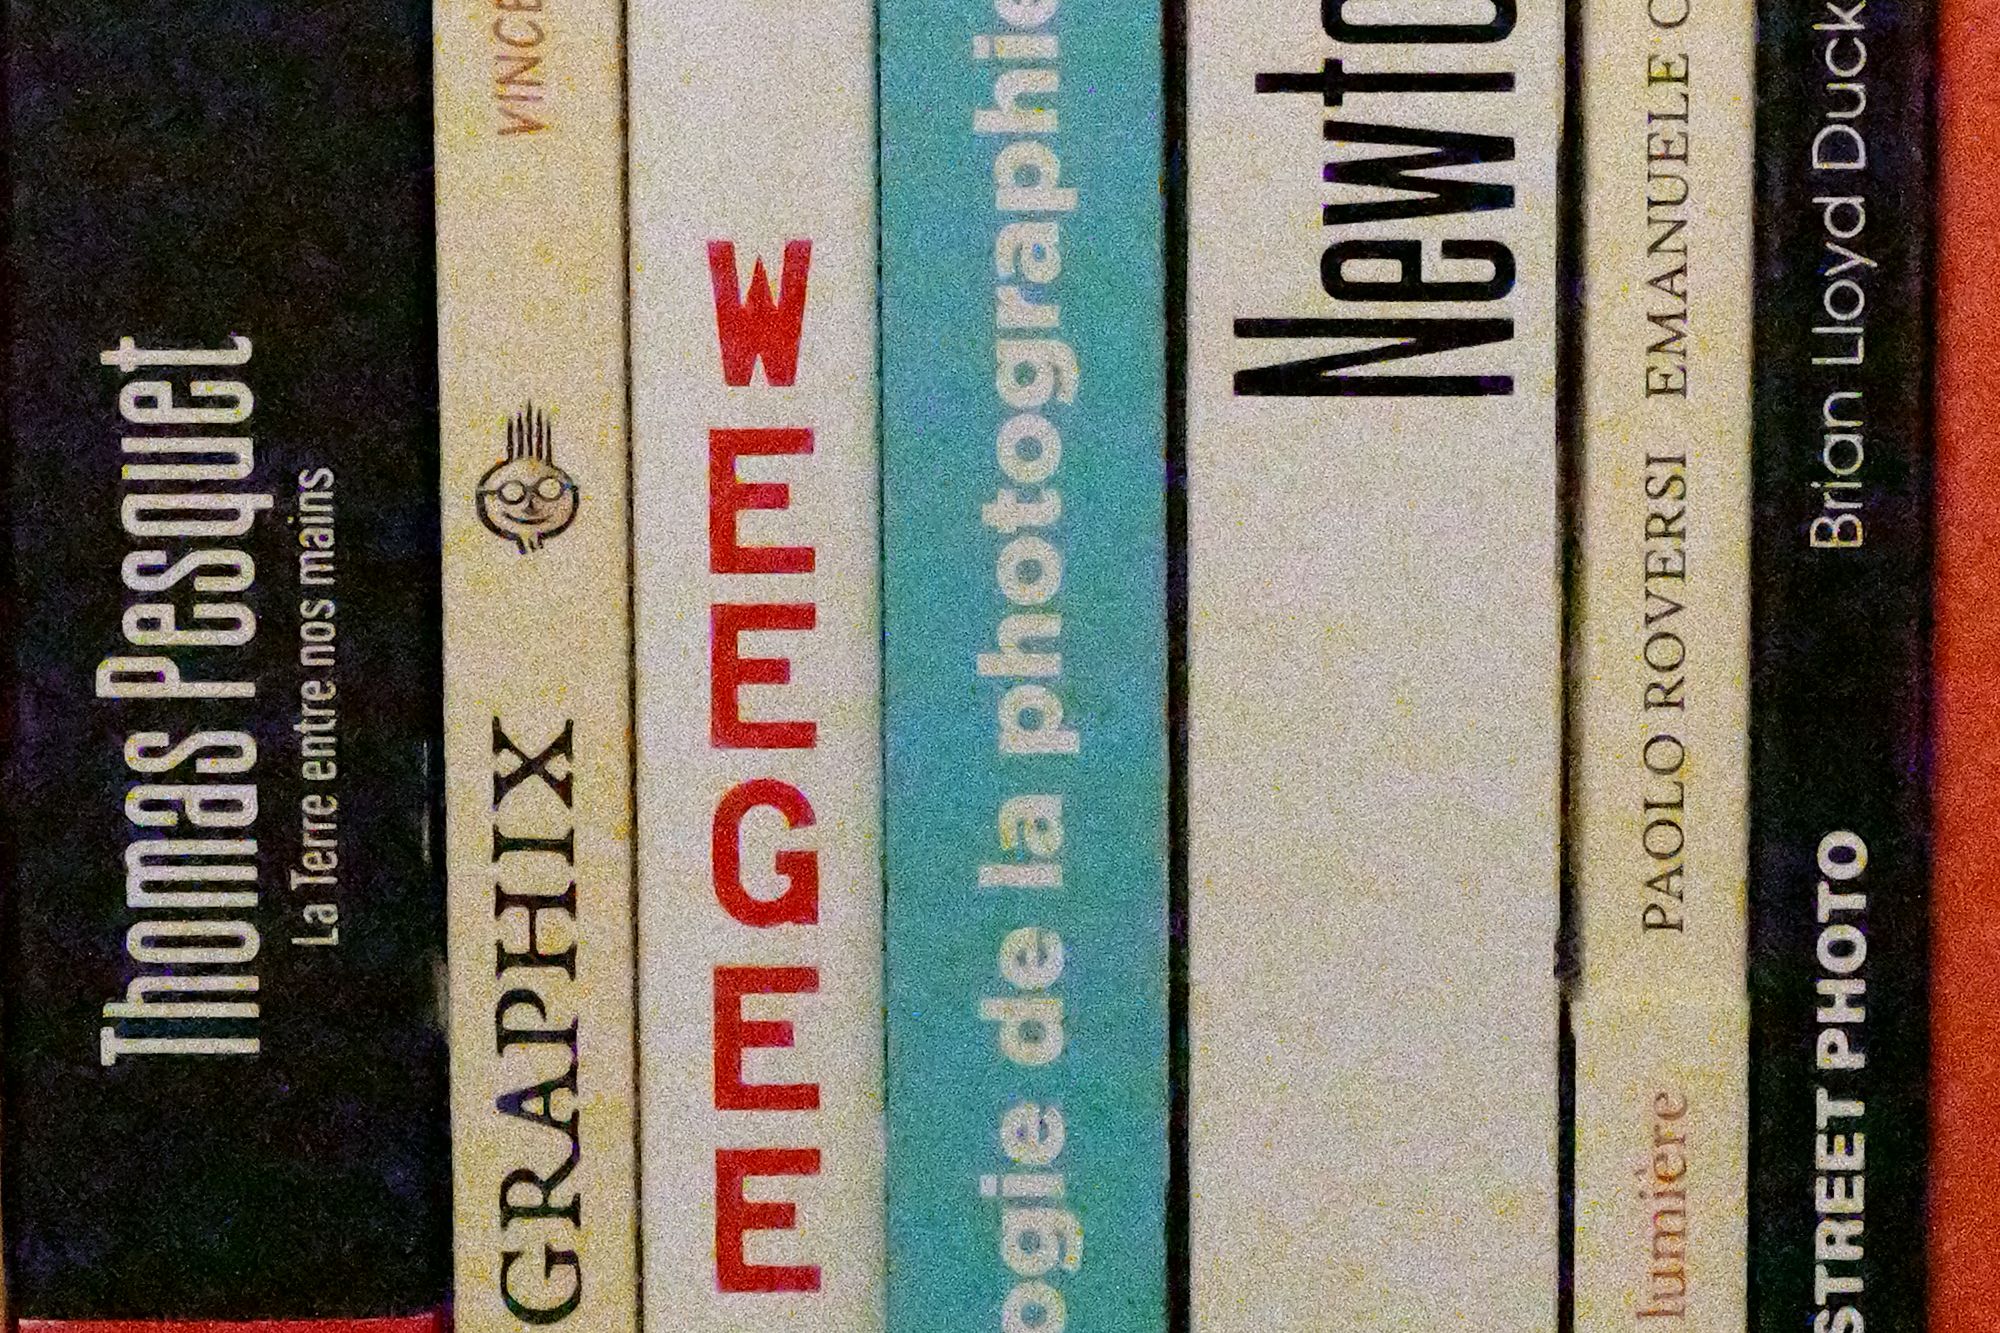 Thomas Pesquet
La Terre entre nos mains
GRAPHIX
VINCE
WEEGEE
ogie de la photographie
Newto
lumière
PAOLO ROVERSI EMANUELE C
STREET PHOTO
Brian Lloyd Duck